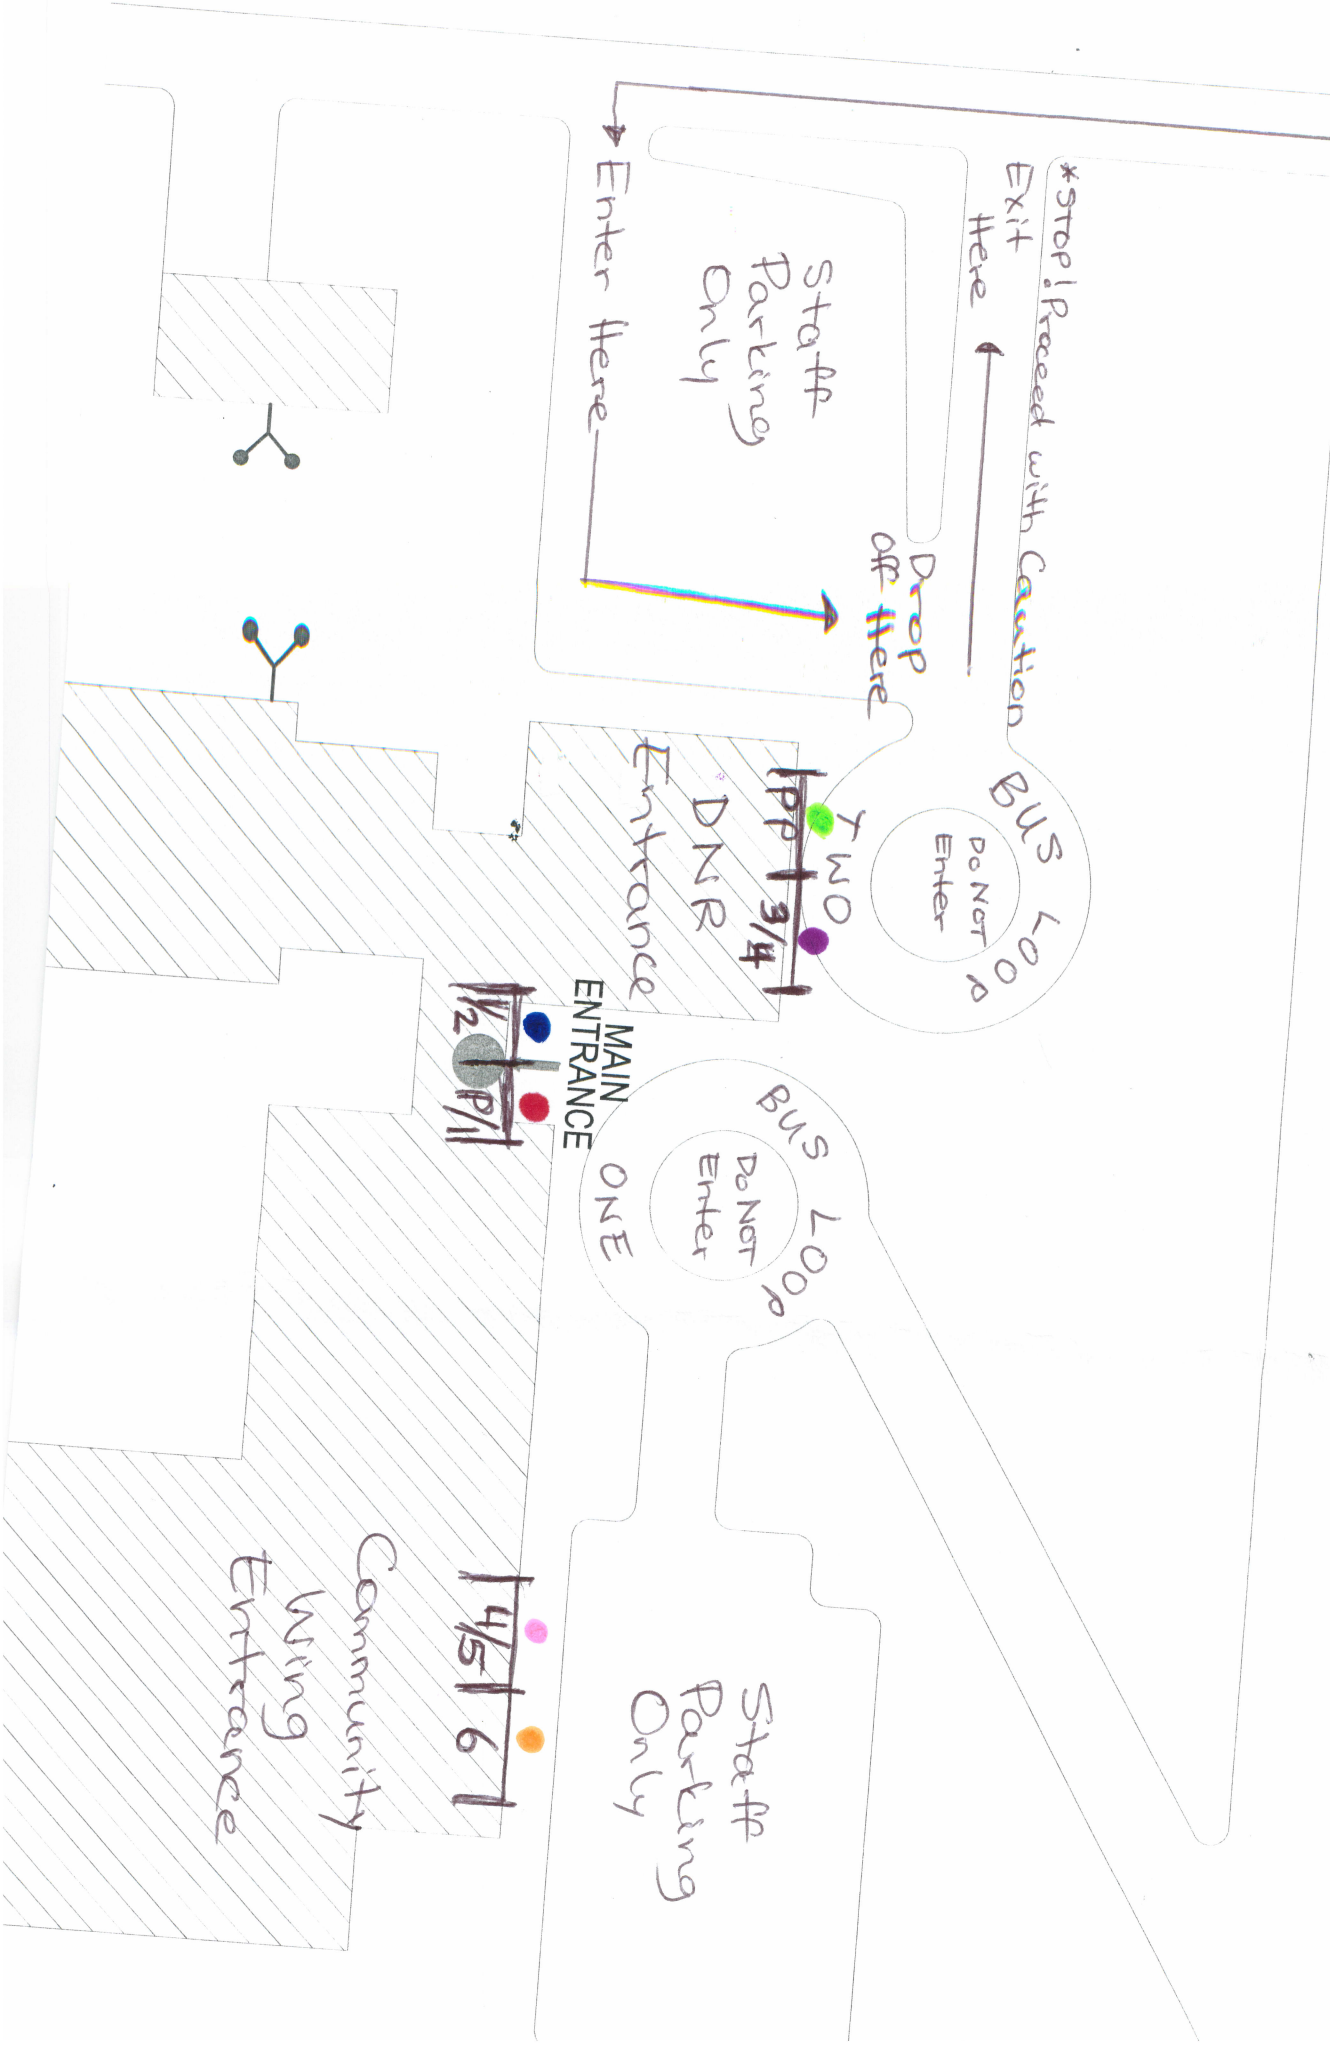 *STOP! Proceed with Caution
Exit
Here
Enter Here
Staff
Parking
Only
Drop
off Here
BUS LOOP
TWO
Do NOT
Enter
PP
3/4
DNR
Entrance
MAIN
ENTRANCE
1/2
P/1
BUS LOOP
ONE
Do NOT
Enter
4/5
6
Community
Wing
Entrance
Staff
Parking
Only